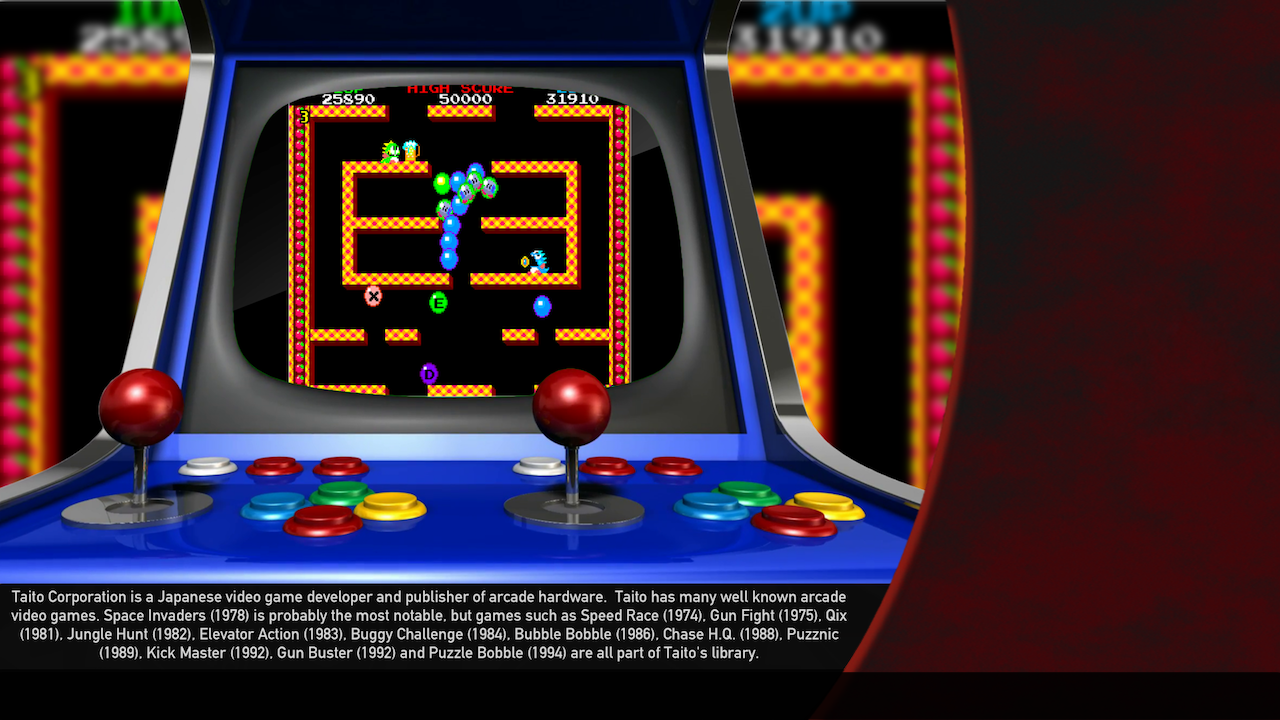 1UP
2UP
25890
31910
HIGH SCORE
25890 50000 31910
3
X
E
D
Taito Corporation is a Japanese video game developer and publisher of arcade hardware. Taito has many well known arcade
video games. Space Invaders (1978) is probably the most notable, but games such as Speed Race (1974), Gun Fight (1975), Qix
(1981), Jungle Hunt (1982), Elevator Action (1983), Buggy Challenge (1984), Bubble Bobble (1986), Chase H.Q. (1988), Puzznic
(1989), Kick Master (1992), Gun Buster (1992) and Puzzle Bobble (1994) are all part of Taito's library.